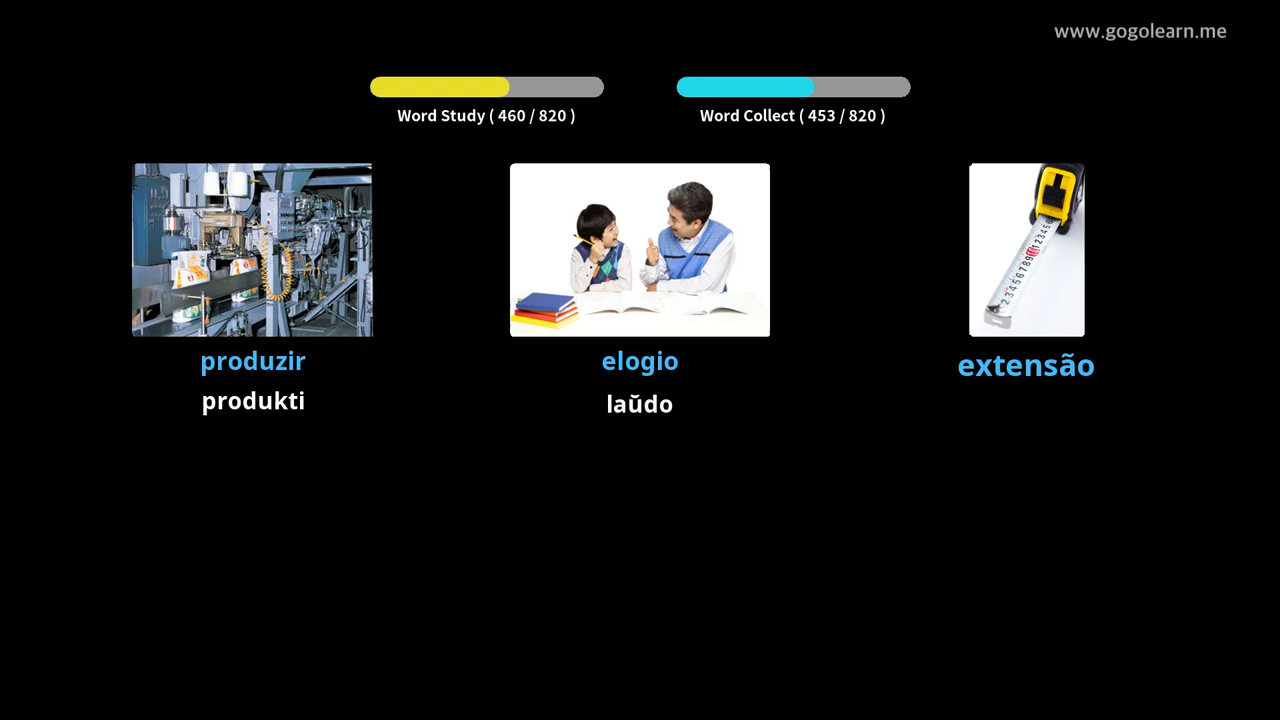 www.gogolearn.me
Word Study ( 460 / 820 )
Word Collect ( 453 / 820 )
produzir
produkti
elogio
laŭdo
extensão